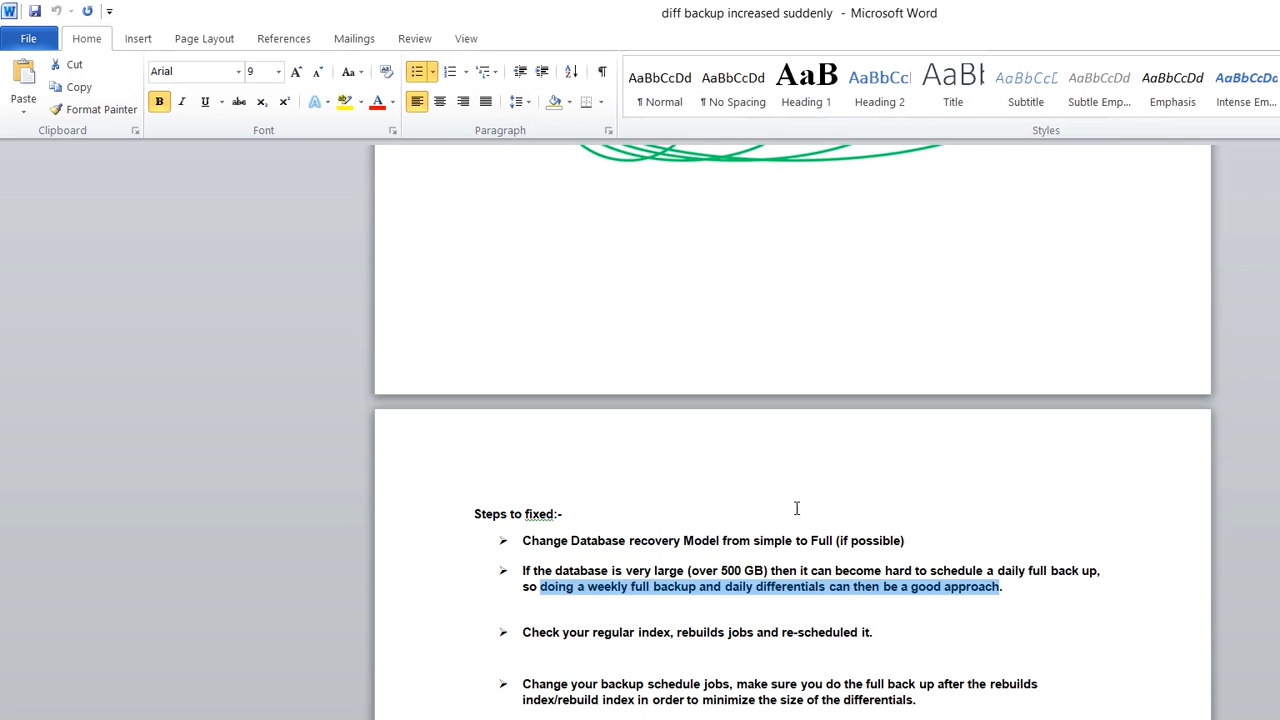 diff backup increased suddenly - Microsoft Word
File Home Insert Page Layout References Mailings Review View
Paste
Cut
Copy
Format Painter
Clipboard
Arial 9
Font
Paragraph
AaBbCcDd AaBbCcDd AaB AaBbCc AaB AaBbCcD AaBbCcDd AaBbCcDd AaBbCcDc
¶ Normal ¶ No Spacing Heading 1 Heading 2 Title Subtitle Subtle Emp... Emphasis Intense Em...
Styles
Steps to fixed:-
Change Database recovery Model from simple to Full (if possible)
If the database is very large (over 500 GB) then it can become hard to schedule a daily full back up,
so doing a weekly full backup and daily differentials can then be a good approach.
Check your regular index, rebuilds jobs and re-scheduled it.
Change your backup schedule jobs, make sure you do the full back up after the rebuilds
index/rebuild index in order to minimize the size of the differentials.